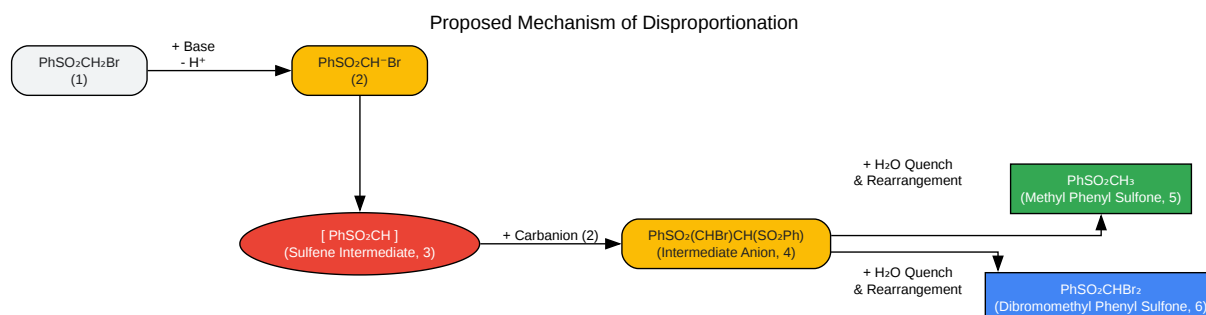 Proposed Mechanism of Disproportionation
PhSO₂CH₂Br
(1)
+ Base
- H⁺
PhSO₂CH⁻Br
(2)
[ PhSO₂CH ]
(Sulfene Intermediate, 3)
+ Carbanion (2)
PhSO₂(CHBr)CH(SO₂Ph)
(Intermediate Anion, 4)
+ H₂O Quench
& Rearrangement
PhSO₂CH₃
(Methyl Phenyl Sulfone, 5)
+ H₂O Quench
& Rearrangement
PhSO₂CHBr₂
(Dibromomethyl Phenyl Sulfone, 6)